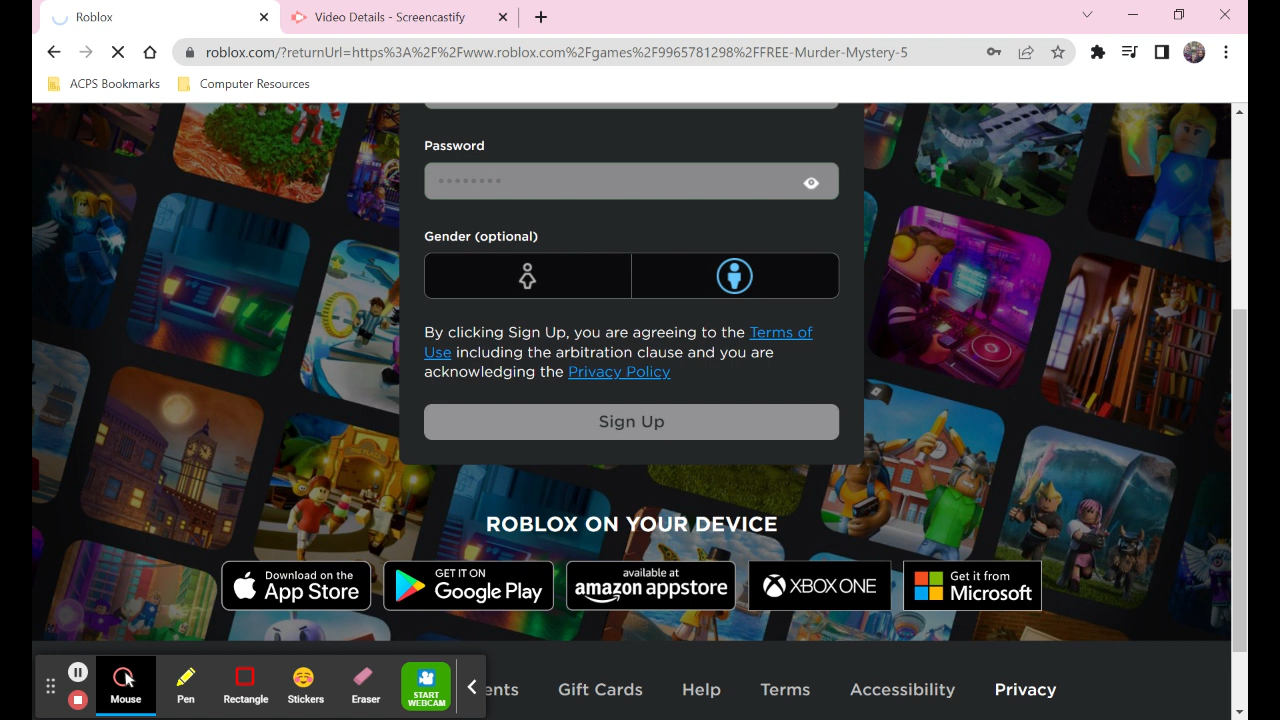 Roblox
Video Details - Screencastify
roblox.com/?returnUrl=https%3A%2F%2Fwww.roblox.com%2Fgames%2F9965781298%2FFREE-Murder-Mystery-5
ACPS Bookmarks
Computer Resources
Password
Gender (optional)
By clicking Sign Up, you are agreeing to the Terms of
Use including the arbitration clause and you are
acknowledging the Privacy Policy
Sign Up
ROBLOX ON YOUR DEVICE
Download on the
App Store
GET IT ON
Google Play
available at
amazon appstore
XBOX ONE
Get it from
Microsoft
Mouse
Pen
Rectangle
Stickers
Eraser
START
WEBCAM
ents
Gift Cards
Help
Terms
Accessibility
Privacy